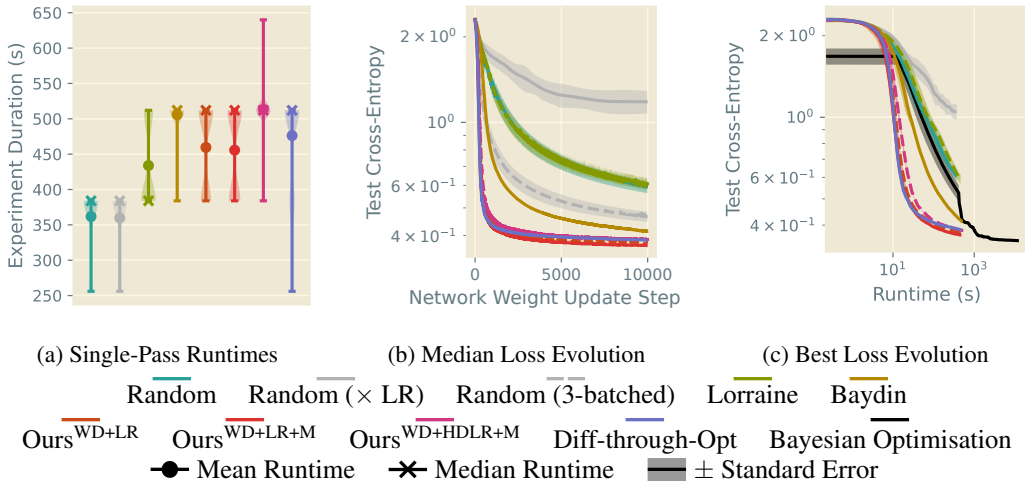 650
600
550
500
450
400
350
300
250
Experiment Duration (s)
2 × 10⁰
10⁰
6 × 10⁻¹
4 × 10⁻¹
Test Cross-Entropy
0
5000
10000
Network Weight Update Step
2 × 10⁰
10⁰
6 × 10⁻¹
4 × 10⁻¹
Test Cross-Entropy
10¹
10³
Runtime (s)
(a) Single-Pass Runtimes
(b) Median Loss Evolution
(c) Best Loss Evolution
Random Random (× LR) Random (3-batched) Lorraine Baydin
Ours^WD+LR Ours^WD+LR+M Ours^WD+HDLR+M Diff-through-Opt Bayesian Optimisation
Mean Runtime Median Runtime ± Standard Error